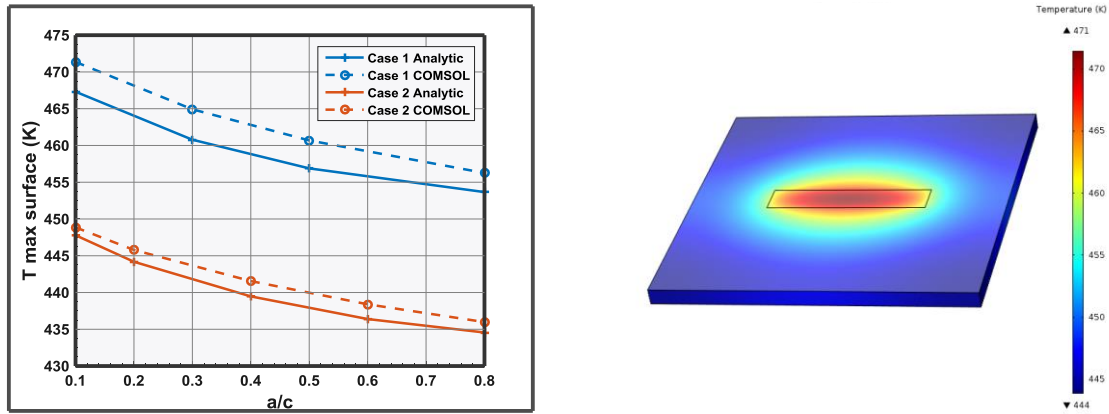 475
470
465
460
455
450
445
440
435
430
T max surface (K)
Case 1 Analytic
Case 1 COMSOL
Case 2 Analytic
Case 2 COMSOL
0.1 0.2 0.3 0.4 0.5 0.6 0.7 0.8
a/c
Temperature (K)
▲ 471
470
465
460
455
450
445
▼ 444